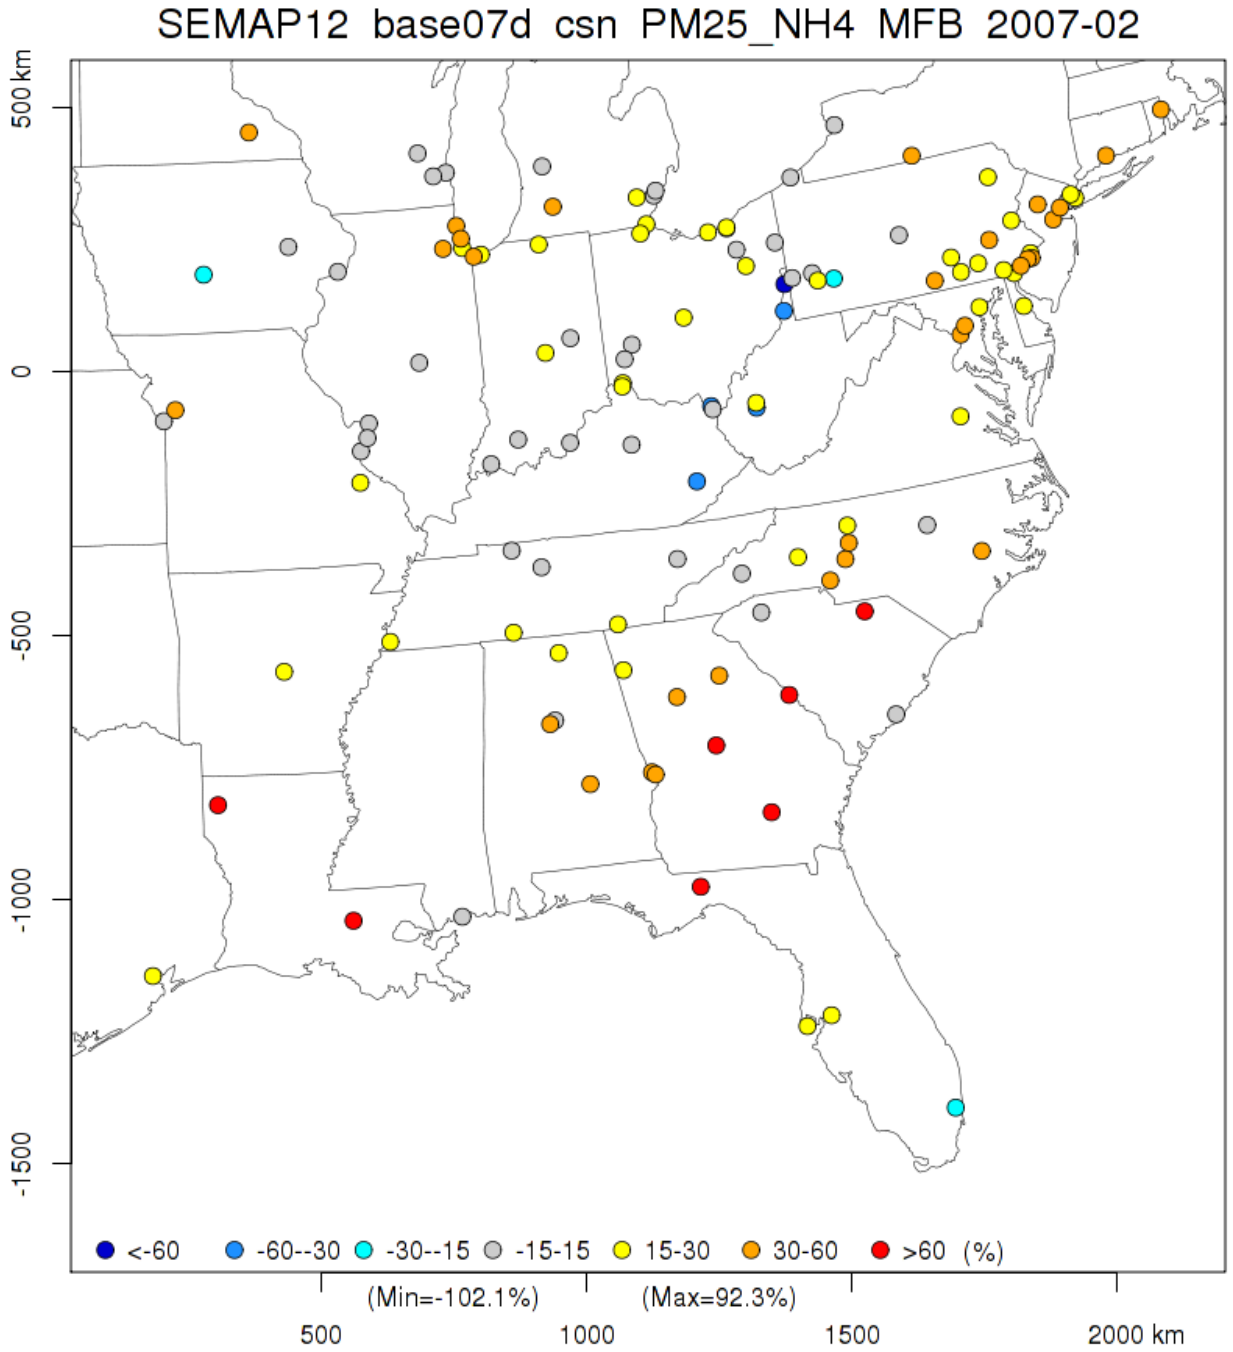 SEMAP12 base07d csn PM25_NH4 MFB 2007-02
500 km
0
-500
-1000
-1500
<-60 -60--30 -30--15 -15-15 15-30 30-60 >60 (%)
(Min=-102.1%) (Max=92.3%)
500 1000 1500 2000 km